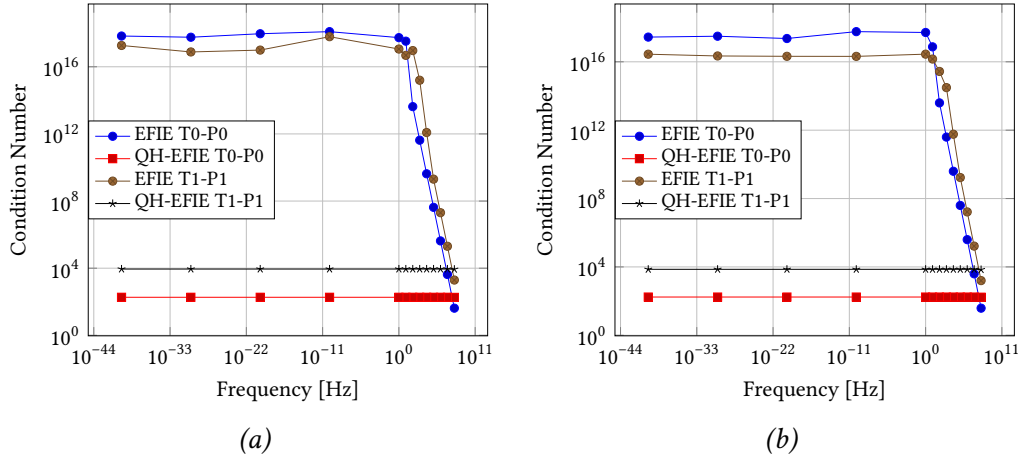 10^16
10^12
10^8
10^4
10^0
Condition Number
EFIE T0-P0
QH-EFIE T0-P0
EFIE T1-P1
QH-EFIE T1-P1
10^−44 10^−33 10^−22 10^−11 10^0 10^11
Frequency [Hz]
(a)
10^16
10^12
10^8
10^4
10^0
Condition Number
EFIE T0-P0
QH-EFIE T0-P0
EFIE T1-P1
QH-EFIE T1-P1
10^−44 10^−33 10^−22 10^−11 10^0 10^11
Frequency [Hz]
(b)